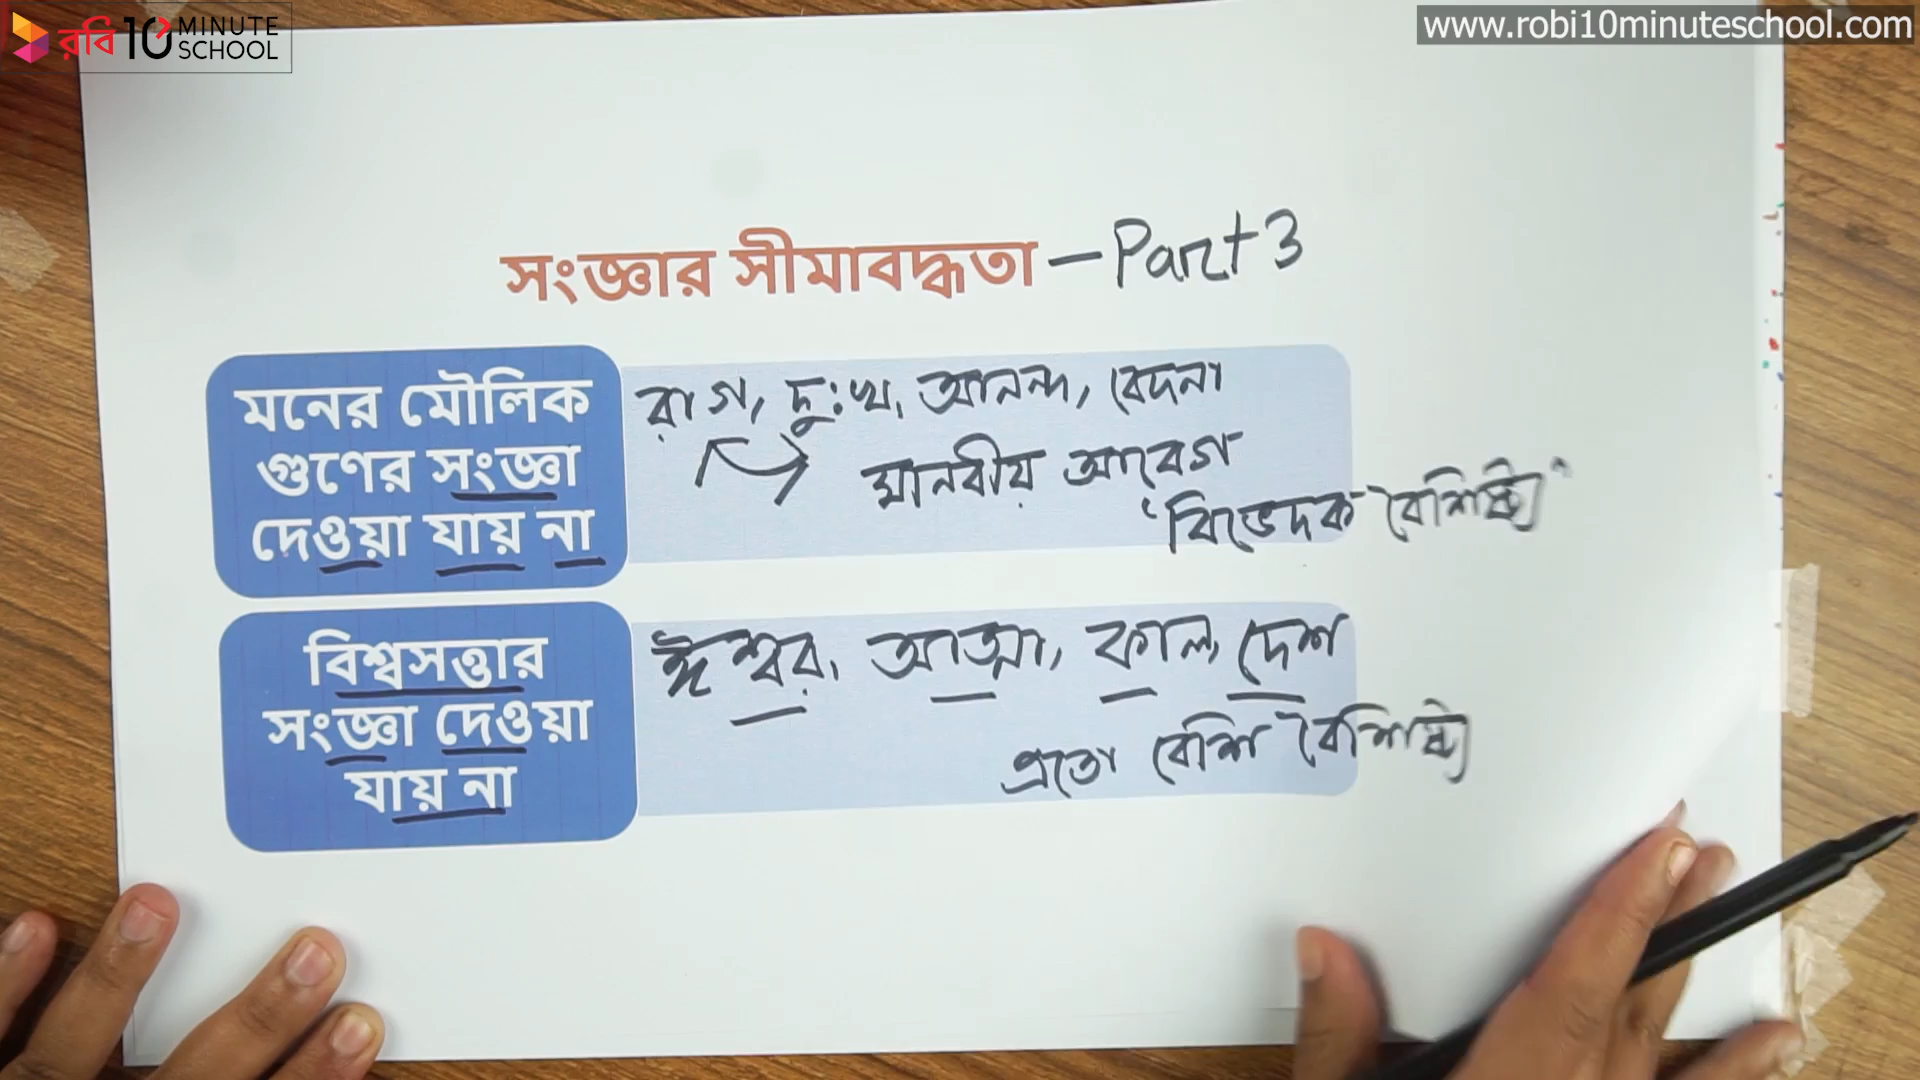 রবি 10 MINUTE SCHOOL
www.robi10minuteschool.com
সংজ্ঞার সীমাবদ্ধতা – Part 3
মনের মৌলিক
গুণের সংজ্ঞা
দেওয়া যায় না
রাগ, দুঃখ, আনন্দ, বেদনা
মানবীয় আবেগ
'বিভেদক বৈশিষ্ট্য'
বিশ্বসত্তার
সংজ্ঞা দেওয়া
যায় না
ঈশ্বর, আত্মা, কাল, দেশ
এতো বেশি বৈশিষ্ট্য